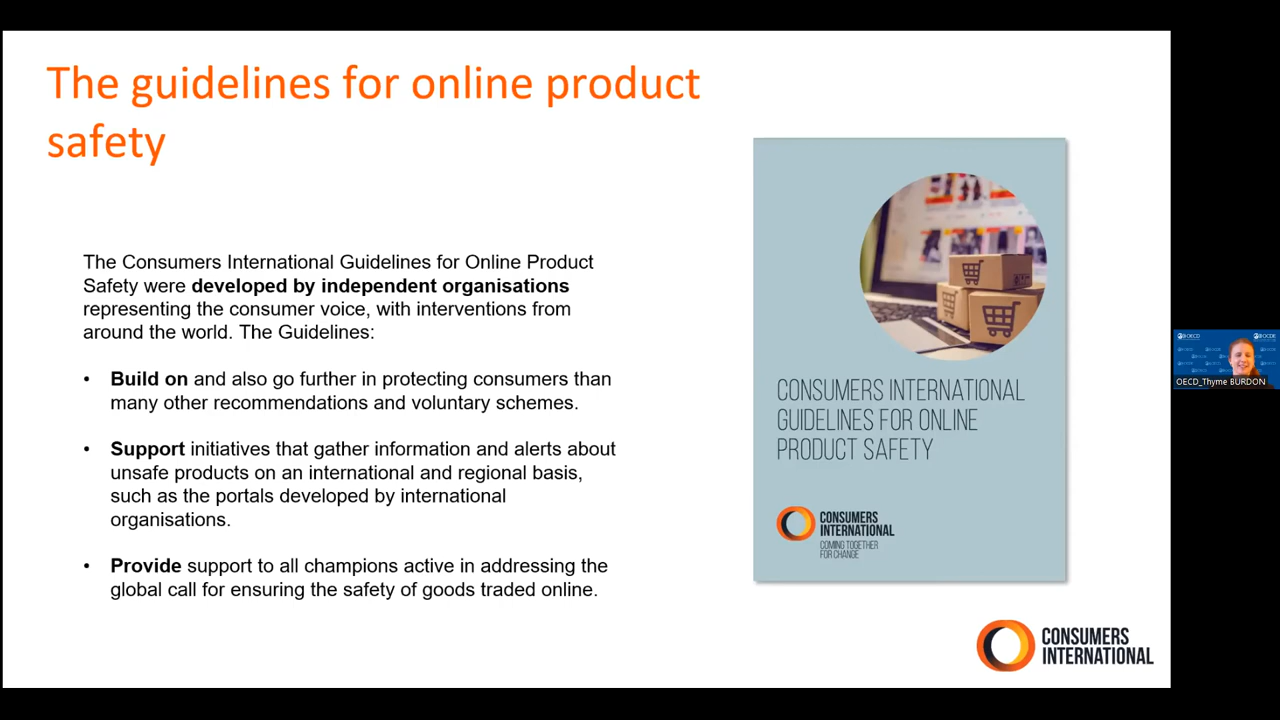 The guidelines for online product
safety
The Consumers International Guidelines for Online Product
Safety were developed by independent organisations
representing the consumer voice, with interventions from
around the world. The Guidelines:
• Build on and also go further in protecting consumers than
many other recommendations and voluntary schemes.
• Support initiatives that gather information and alerts about
unsafe products on an international and regional basis,
such as the portals developed by international
organisations.
• Provide support to all champions active in addressing the
global call for ensuring the safety of goods traded online.
CONSUMERS INTERNATIONAL
GUIDELINES FOR ONLINE
PRODUCT SAFETY
CONSUMERS
INTERNATIONAL
COMING TOGETHER
FOR CHANGE
CONSUMERS
INTERNATIONAL
OECD
OECD_Thyme BURDON